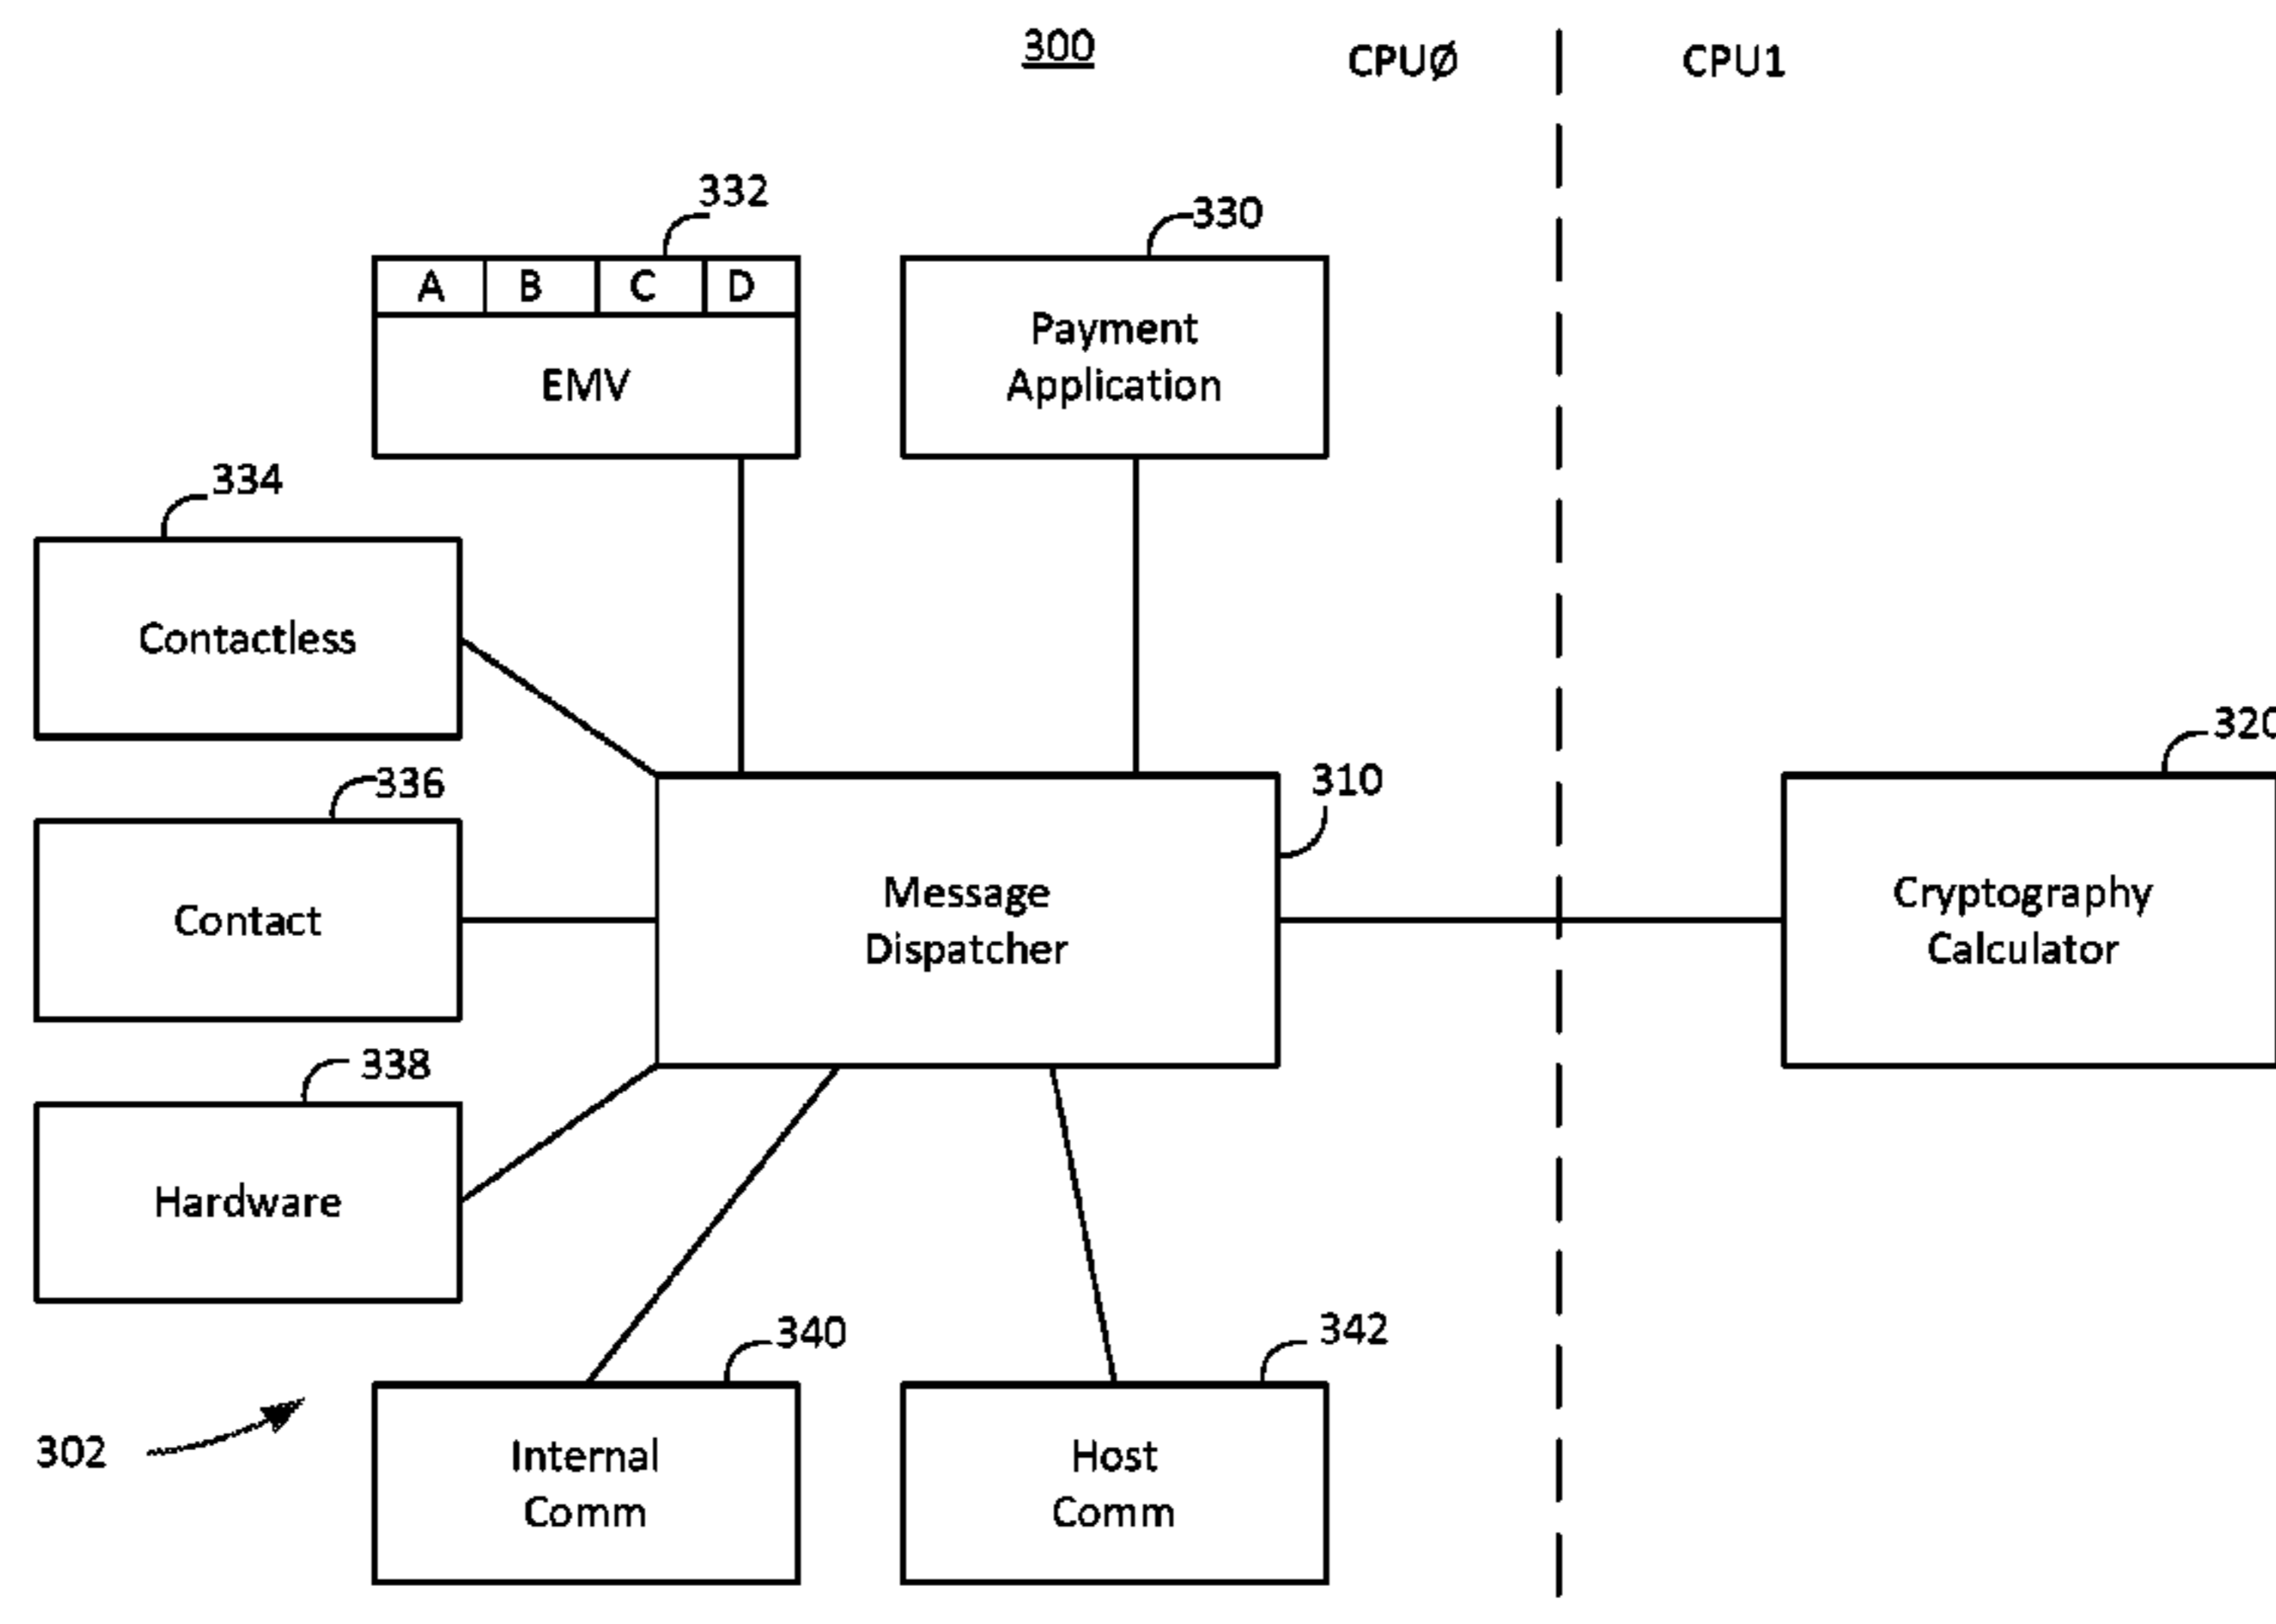 300
CPUØ
CPU1
332
330
A B C D
EMV
Payment
Application
334
Contactless
336
Contact
338
Hardware
310
Message
Dispatcher
320
Cryptography
Calculator
340
Internal
Comm
342
Host
Comm
302